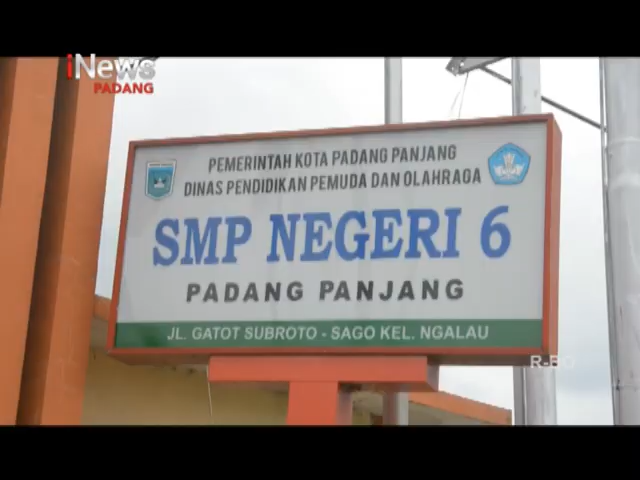 iNews
PADANG
PEMERINTAH KOTA PADANG PANJANG
DINAS PENDIDIKAN PEMUDA DAN OLAHRAGA
SMP NEGERI 6
PADANG PANJANG
JL. GATOT SUBROTO - SAGO KEL. NGALAU